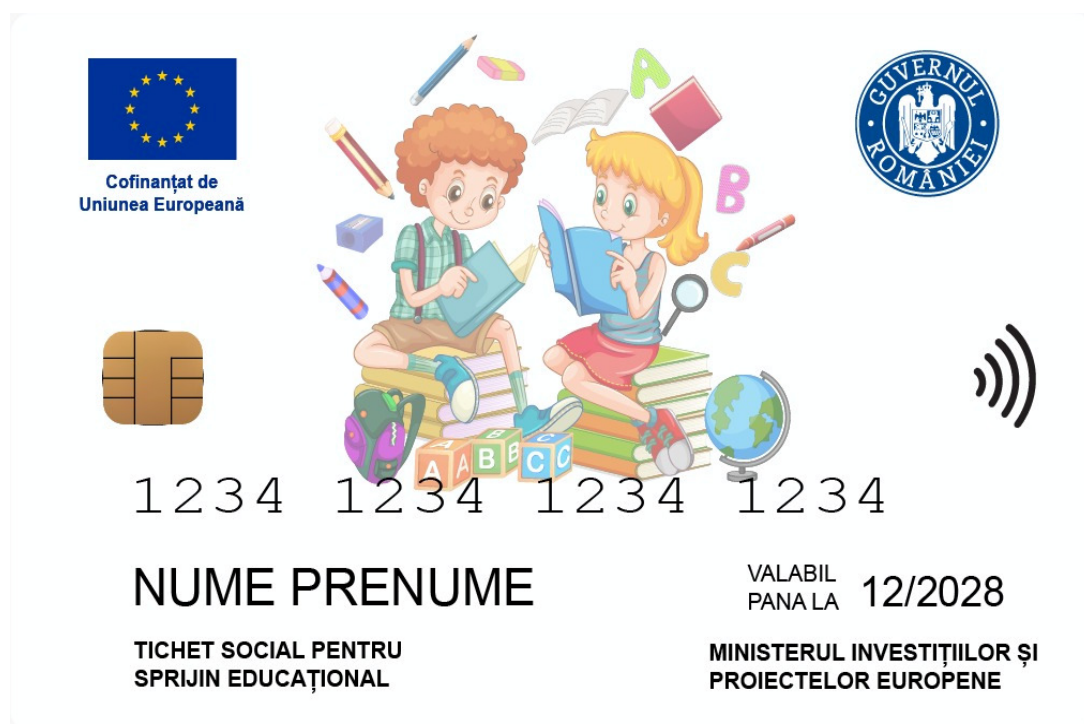 Cofinanțat de
Uniunea Europeană
GUVERNUL ROMÂNIEI
A
B
C
A A B B C C
1234 1234 1234 1234
NUME PRENUME
VALABIL
PANA LA 12/2028
TICHET SOCIAL PENTRU
SPRIJIN EDUCAȚIONAL
MINISTERUL INVESTIȚIILOR ȘI
PROIECTELOR EUROPENE